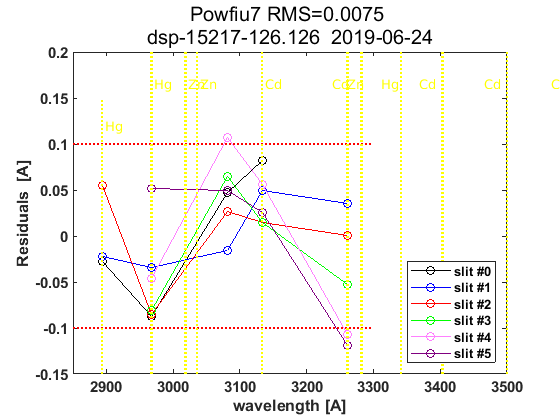 Powfiu7 RMS=0.0075
dsp-15217-126.126  2019-06-24
0.2
0.15
0.1
0.05
0
-0.05
-0.1
-0.15
Residuals [A]
Hg
Hg
Zn
Cd
Cd
Hg
Cd
Cd
slit #0
slit #1
slit #2
slit #3
slit #4
slit #5
2900
3000
3100
3200
3300
3400
3500
wavelength [A]